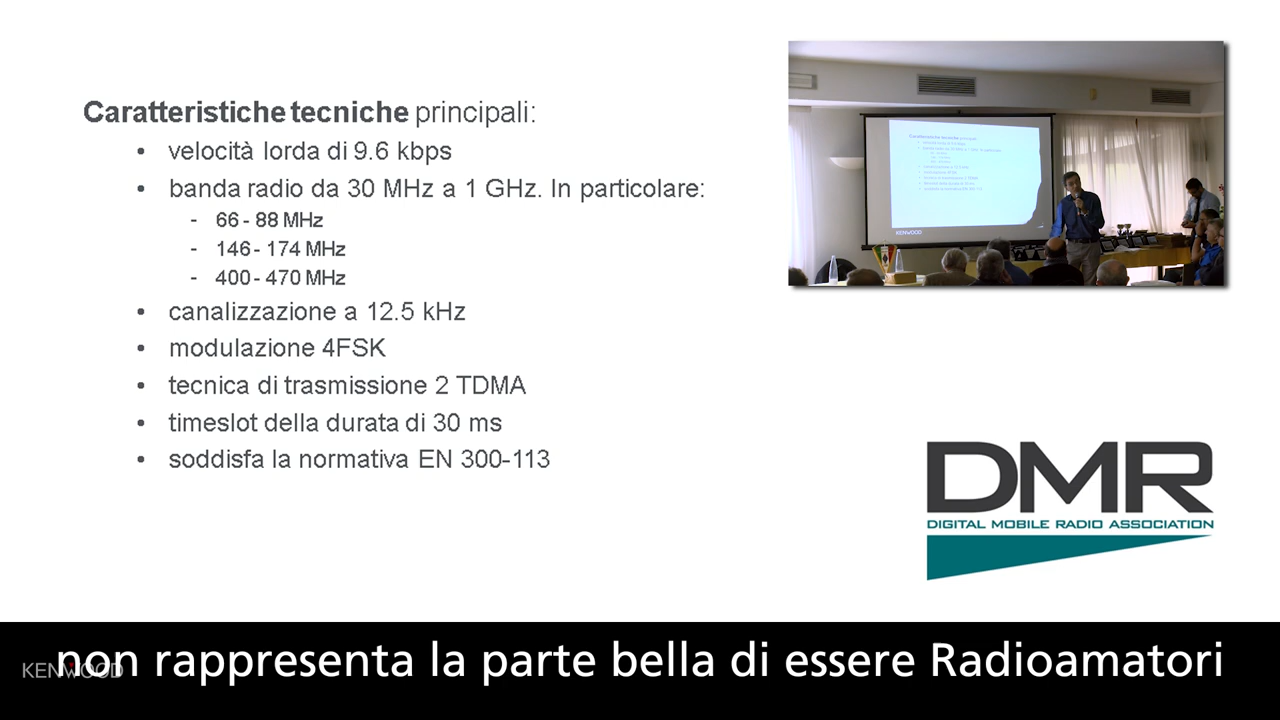 Caratteristiche tecniche principali:
• velocità lorda di 9.6 kbps
• banda radio da 30 MHz a 1 GHz. In particolare:
- 66 - 88 MHz
- 146 - 174 MHz
- 400 - 470 MHz
• canalizzazione a 12.5 kHz
• modulazione 4FSK
• tecnica di trasmissione 2 TDMA
• timeslot della durata di 30 ms
• soddisfa la normativa EN 300-113
KENWOOD
DMR
DIGITAL MOBILE RADIO ASSOCIATION
KENWOOD
non rappresenta la parte bella di essere Radioamatori